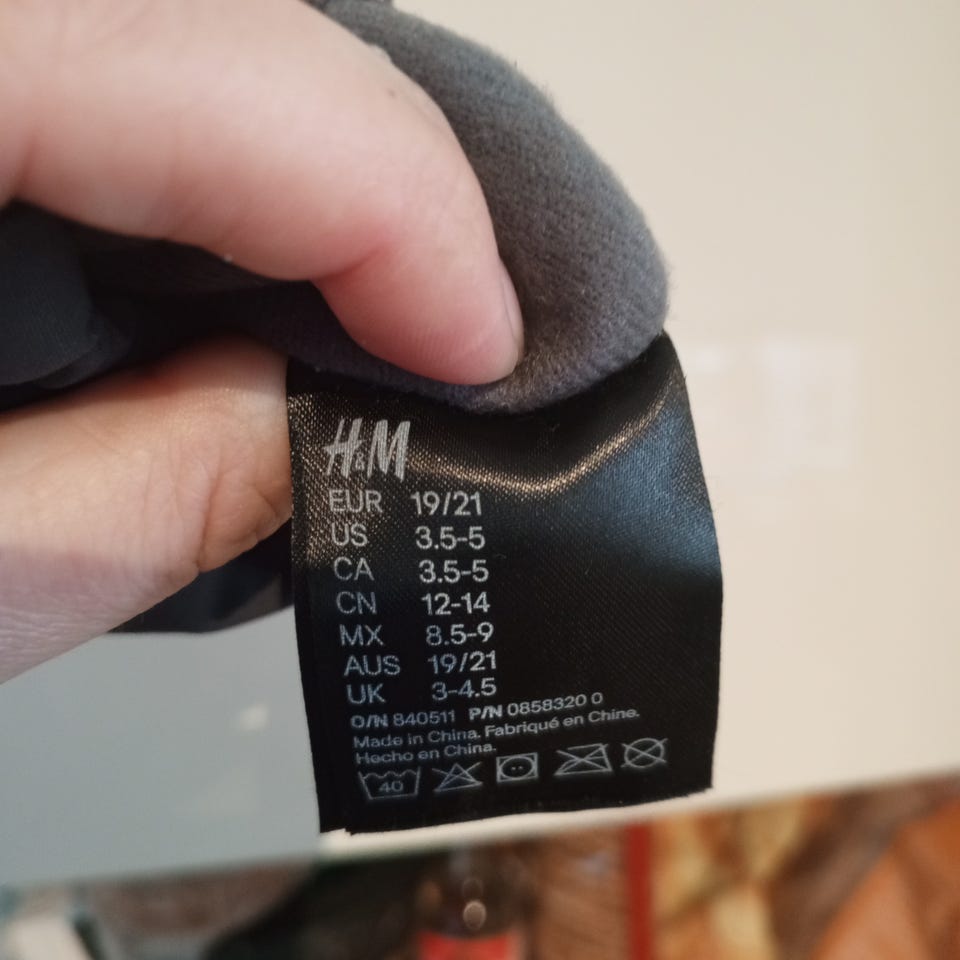 H&M
EUR 19/21
US 3.5-5
CA 3.5-5
CN 12-14
MX 8.5-9
AUS 19/21
UK 3-4.5
O/N 840511 P/N 0858320 0
Made in China. Fabriqué en Chine.
Hecho en China.
40